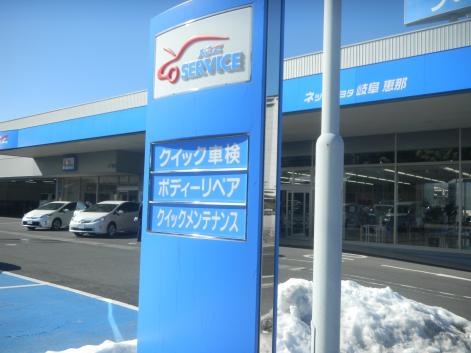 SERVICE
クイック車検
ボディーリペア
クイックメンテナンス
ネッツトヨタ岐阜 恵那